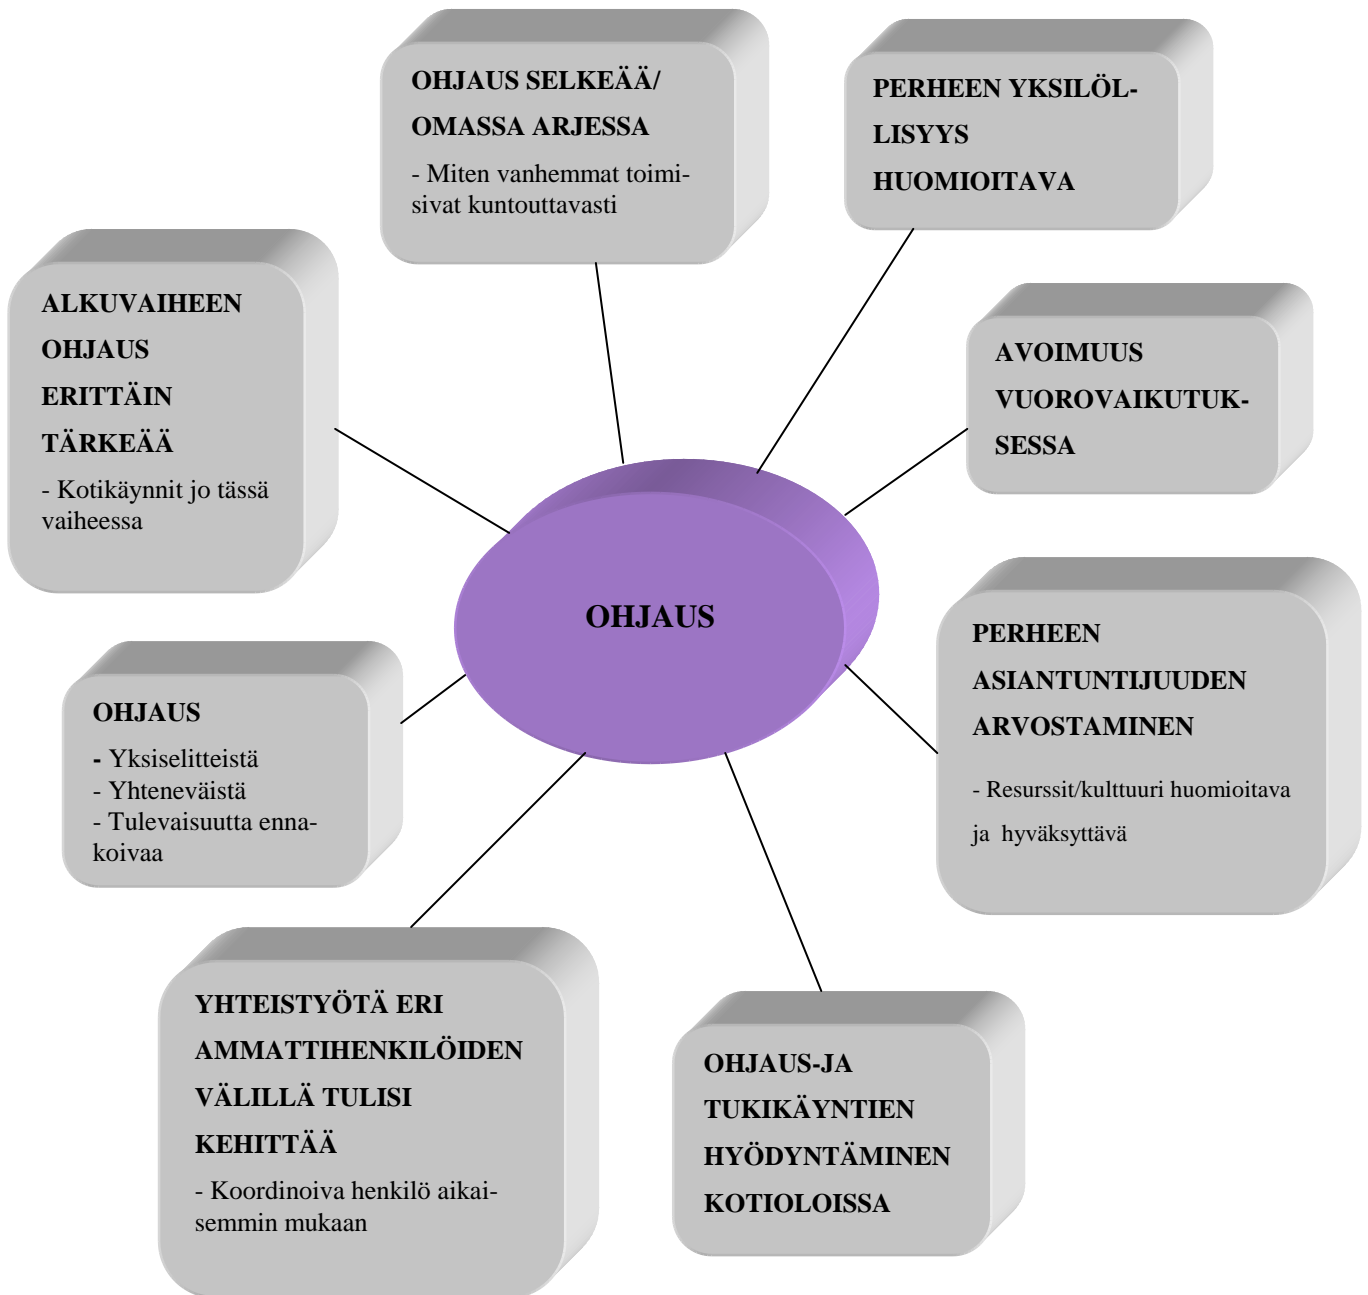 OHJAUS SELKEÄÄ/
OMASSA ARJESSA
- Miten vanhemmat toimi-
sivat kuntouttavasti
PERHEEN YKSILÖL-
LISYYS
HUOMIOITAVA
ALKUVAIHEEN
OHJAUS
ERITTÄIN
TÄRKEÄÄ
- Kotikäynnit jo tässä
vaiheessa
AVOIMUUS
VUOROVAIKUTUK-
SESSA
OHJAUS
PERHEEN
ASIANTUNTIJUUDEN
ARVOSTAMINEN
- Resurssit/kulttuuri huomioitava
ja hyväksyttävä
OHJAUS
- Yksiselitteistä
- Yhteneväistä
- Tulevaisuutta enna-
koivaa
YHTEISTYÖTÄ ERI
AMMATTIHENKILÖIDEN
VÄLILLÄ TULISI
KEHITTÄÄ
- Koordinoiva henkilö aikai-
semmin mukaan
OHJAUS-JA
TUKIKÄYNTIEN
HYÖDYNTÄMINEN
KOTIOLOISSA